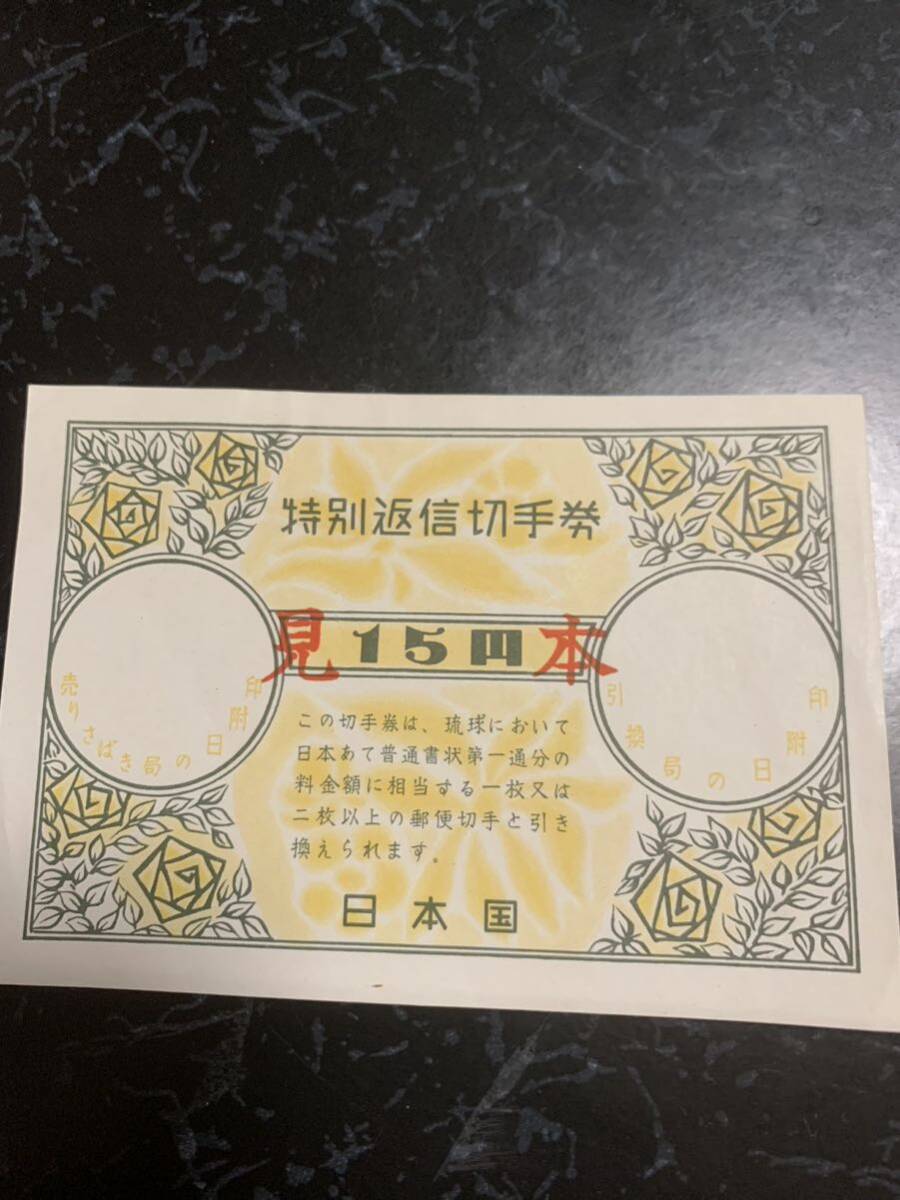 特別返信切手券
見 15円 本
売りさばき局の日附印
引換局の日附印
この切手券は、琉球において
日本あて普通書状第一通分の
料金額に相当する一枚又は
二枚以上の郵便切手と引き
換えられます。
日本国